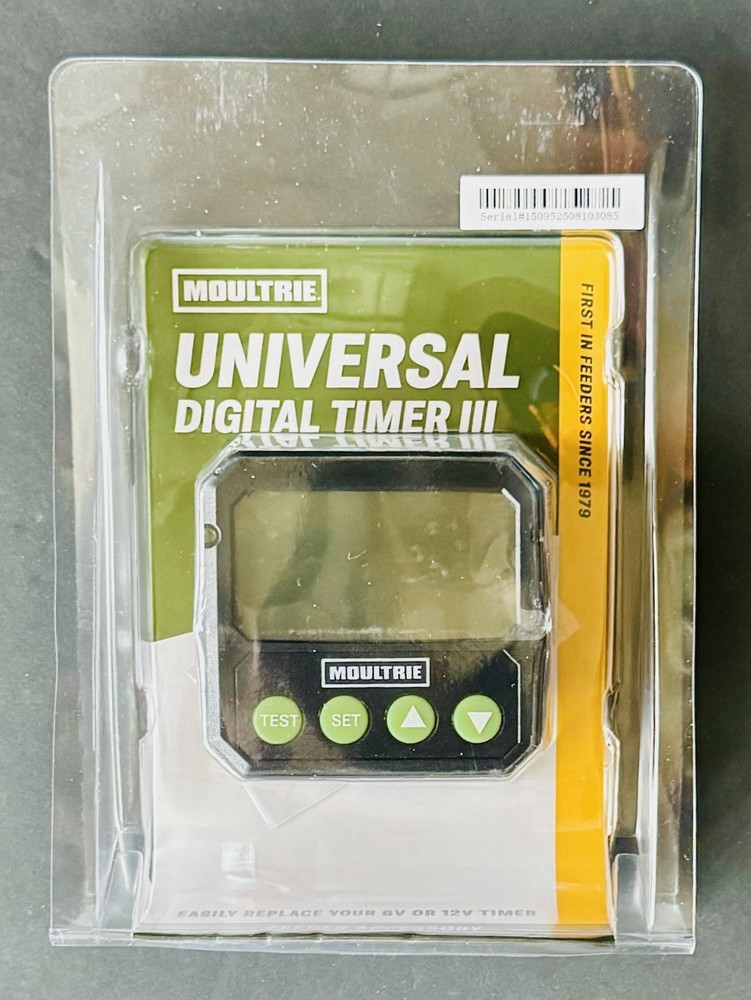 Serial#150952508103085
MOULTRIE
UNIVERSAL
DIGITAL TIMER III
FIRST IN FEEDERS SINCE 1979
MOULTRIE
TEST
SET
EASILY REPLACE YOUR 6V OR 12V TIMER
ACCESSORY